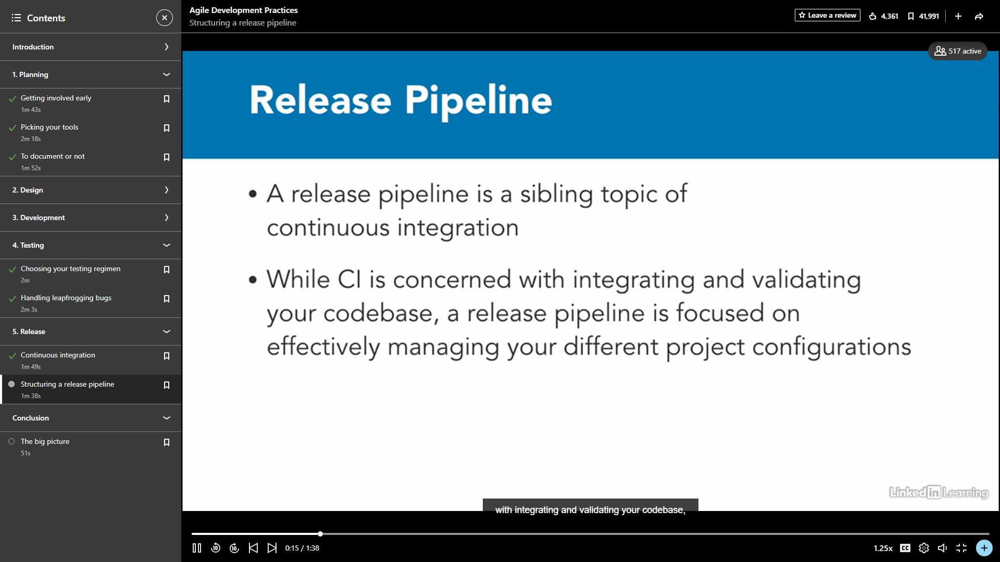 Contents
Introduction
1. Planning
Getting involved early
1m 43s
Picking your tools
2m 18s
To document or not
1m 52s
2. Design
3. Development
4. Testing
Choosing your testing regimen
2m
Handling leapfrogging bugs
2m 3s
5. Release
Continuous integration
1m 49s
Structuring a release pipeline
1m 38s
Conclusion
The big picture
51s
Agile Development Practices
Structuring a release pipeline
Leave a review
4,361
41,991
517 active
Release Pipeline
• A release pipeline is a sibling topic of
continuous integration
• While CI is concerned with integrating and validating
your codebase, a release pipeline is focused on
effectively managing your different project configurations
Linked in Learning
with integrating and validating your codebase,
10
10
0:15 / 1:38
1.25x
CC